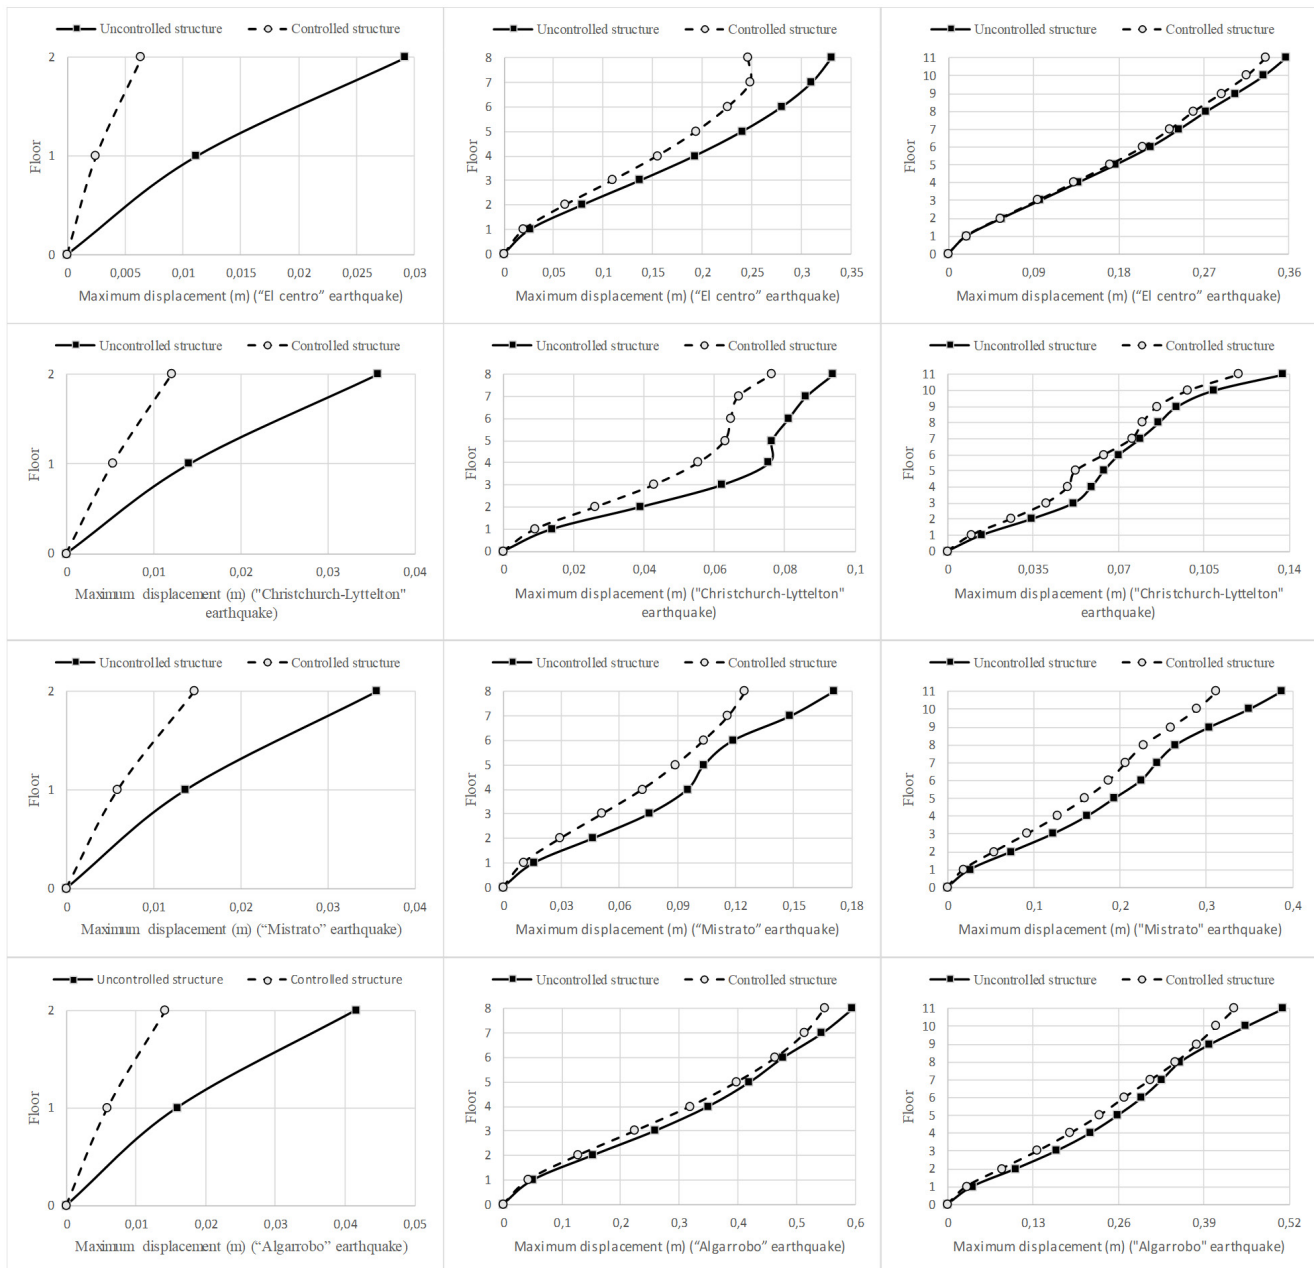 Uncontrolled structure Controlled structure
2
1
0
Floor
0 0,005 0,01 0,015 0,02 0,025 0,03
Maximum displacement (m) (“El centro” earthquake)
Uncontrolled structure Controlled structure
8
7
6
5
4
3
2
1
0
Floor
0 0,05 0,1 0,15 0,2 0,25 0,3 0,35
Maximum displacement (m) (“El centro” earthquake)
Uncontrolled structure Controlled structure
11
10
9
8
7
6
5
4
3
2
1
0
Floor
0 0,09 0,18 0,27 0,36
Maximum displacement (m) (“El centro” earthquake)
Uncontrolled structure Controlled structure
2
1
0
Floor
0 0,01 0,02 0,03 0,04
Maximum displacement (m) ("Christchurch-Lyttelton"
earthquake)
Uncontrolled structure Controlled structure
8
7
6
5
4
3
2
1
0
Floor
0 0,02 0,04 0,06 0,08 0,1
Maximum displacement (m) ("Christchurch-Lyttelton"
earthquake)
Uncontrolled structure Controlled structure
11
10
9
8
7
6
5
4
3
2
1
0
Floor
0 0,035 0,07 0,105 0,14
Maximum displacement (m) ("Christchurch-Lyttelton"
earthquake)
Uncontrolled structure Controlled structure
2
1
0
Floor
0 0,01 0,02 0,03 0,04
Maximum displacement (m) (“Mistrato” earthquake)
Uncontrolled structure Controlled structure
8
7
6
5
4
3
2
1
0
Floor
0 0,03 0,06 0,09 0,12 0,15 0,18
Maximum displacement (m) (“Mistrato” earthquake)
Uncontrolled structure Controlled structure
11
10
9
8
7
6
5
4
3
2
1
0
Floor
0 0,1 0,2 0,3 0,4
Maximum displacement (m) ("Mistrato" earthquake)
Uncontrolled structure Controlled structure
2
1
0
Floor
0 0,01 0,02 0,03 0,04 0,05
Maximum displacement (m) (“Algarrobo” earthquake)
Uncontrolled structure Controlled structure
8
7
6
5
4
3
2
1
0
Floor
0 0,1 0,2 0,3 0,4 0,5 0,6
Maximum displacement (m) (“Algarrobo” earthquake)
Uncontrolled structure Controlled structure
11
10
9
8
7
6
5
4
3
2
1
0
Floor
0 0,13 0,26 0,39 0,52
Maximum displacement (m) ("Algarrobo" earthquake)